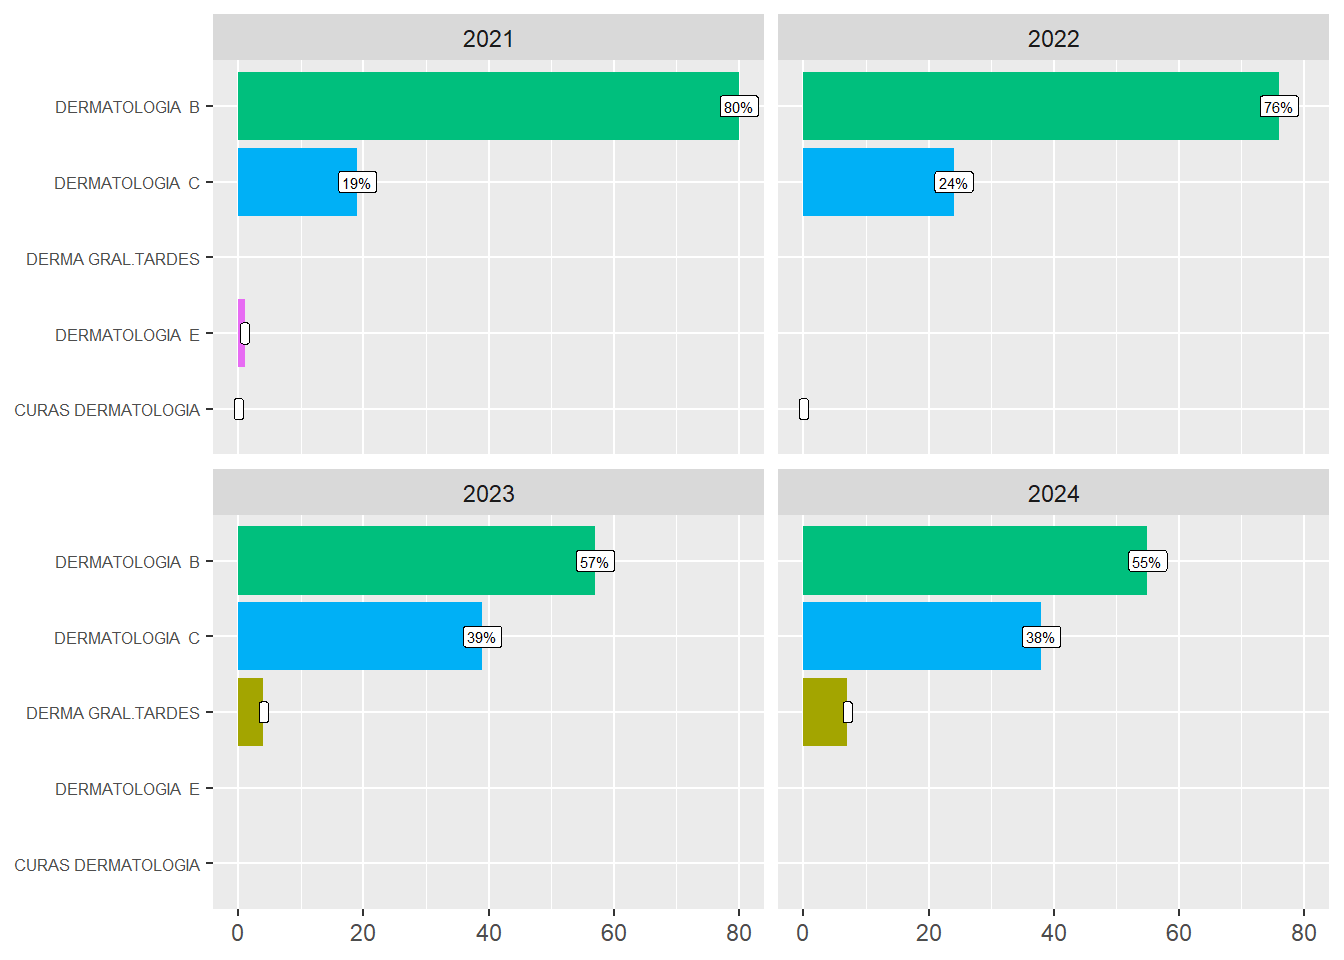 2021
2022
DERMATOLOGIA  B
80%
76%
DERMATOLOGIA  C
19%
24%
DERMA GRAL.TARDES
DERMATOLOGIA  E
CURAS DERMATOLOGIA
2023
2024
DERMATOLOGIA  B
57%
55%
DERMATOLOGIA  C
39%
38%
DERMA GRAL.TARDES
DERMATOLOGIA  E
CURAS DERMATOLOGIA
0 20 40 60 80
0 20 40 60 80